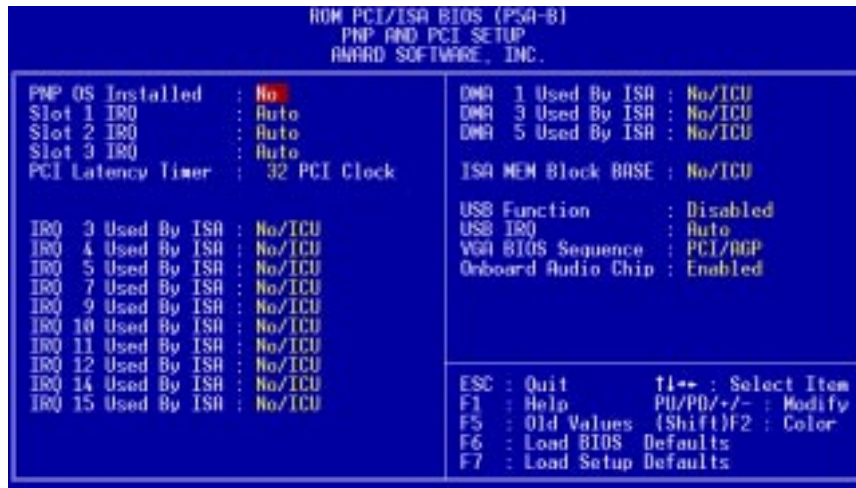 ROM PCI/ISA BIOS (P5A-B)
PNP AND PCI SETUP
AWARD SOFTWARE, INC.
PNP OS Installed : No
Slot 1 IRQ : Auto
Slot 2 IRQ : Auto
Slot 3 IRQ : Auto
PCI Latency Timer : 32 PCI Clock
IRQ 3 Used By ISA : No/ICU
IRQ 4 Used By ISA : No/ICU
IRQ 5 Used By ISA : No/ICU
IRQ 7 Used By ISA : No/ICU
IRQ 9 Used By ISA : No/ICU
IRQ 10 Used By ISA : No/ICU
IRQ 11 Used By ISA : No/ICU
IRQ 12 Used By ISA : No/ICU
IRQ 14 Used By ISA : No/ICU
IRQ 15 Used By ISA : No/ICU
DMA 1 Used By ISA : No/ICU
DMA 3 Used By ISA : No/ICU
DMA 5 Used By ISA : No/ICU
ISA MEM Block BASE : No/ICU
USB Function : Disabled
USB IRQ : Auto
VGA BIOS Sequence : PCI/AGP
Onboard Audio Chip : Enabled
ESC : Quit ↑↓→← : Select Item
F1 : Help PU/PD/+/- : Modify
F5 : Old Values (Shift)F2 : Color
F6 : Load BIOS Defaults
F7 : Load Setup Defaults